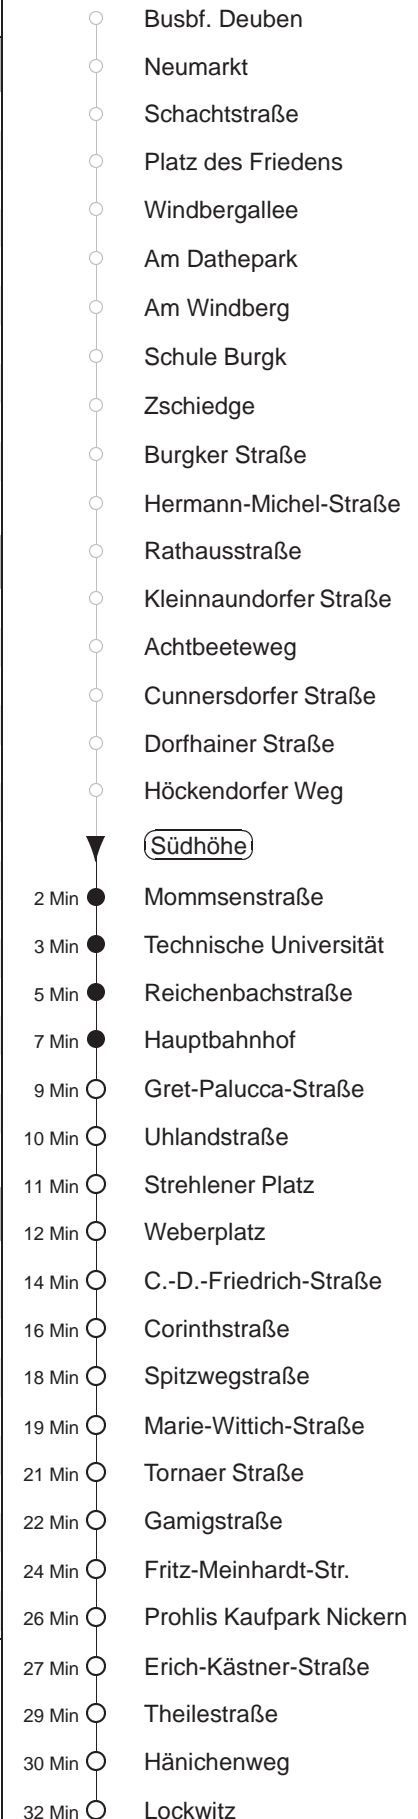 Busbf. Deuben
Neumarkt
Schachtstraße
Platz des Friedens
Windbergallee
Am Dathepark
Am Windberg
Schule Burgk
Zschiedge
Burgker Straße
Hermann-Michel-Straße
Rathausstraße
Kleinnaundorfer Straße
Achtbeeteweg
Cunnersdorfer Straße
Dorfhainer Straße
Höckendorfer Weg
Südhöhe
2 Min Mommsenstraße
3 Min Technische Universität
5 Min Reichenbachstraße
7 Min Hauptbahnhof
9 Min Gret-Palucca-Straße
10 Min Uhlandstraße
11 Min Strehlener Platz
12 Min Weberplatz
14 Min C.-D.-Friedrich-Straße
16 Min Corinthstraße
18 Min Spitzwegstraße
19 Min Marie-Wittich-Straße
21 Min Tornaer Straße
22 Min Gamigstraße
24 Min Fritz-Meinhardt-Str.
26 Min Prohlis Kaufpark Nickern
27 Min Erich-Kästner-Straße
29 Min Theilestraße
30 Min Hänichenweg
32 Min Lockwitz